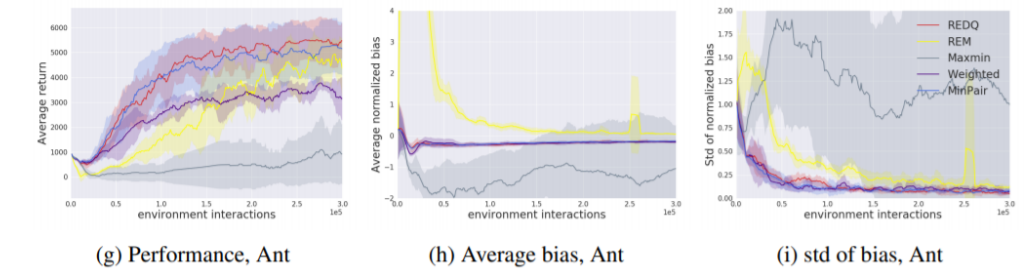 6000
5000
4000
3000
2000
1000
0
Average return
0.0 0.5 1.0 1.5 2.0 2.5 3.0
1e5
environment interactions
(g) Performance, Ant
4
3
2
1
0
−1
−2
Average normalized bias
0.0 0.5 1.0 1.5 2.0 2.5 3.0
1e5
environment interactions
(h) Average bias, Ant
2.00
1.75
1.50
1.25
1.00
0.75
0.50
0.25
0.00
Std of normalized bias
REDQ
REM
Maxmin
Weighted
MinPair
0.0 0.5 1.0 1.5 2.0 2.5 3.0
1e5
environment interactions
(i) std of bias, Ant